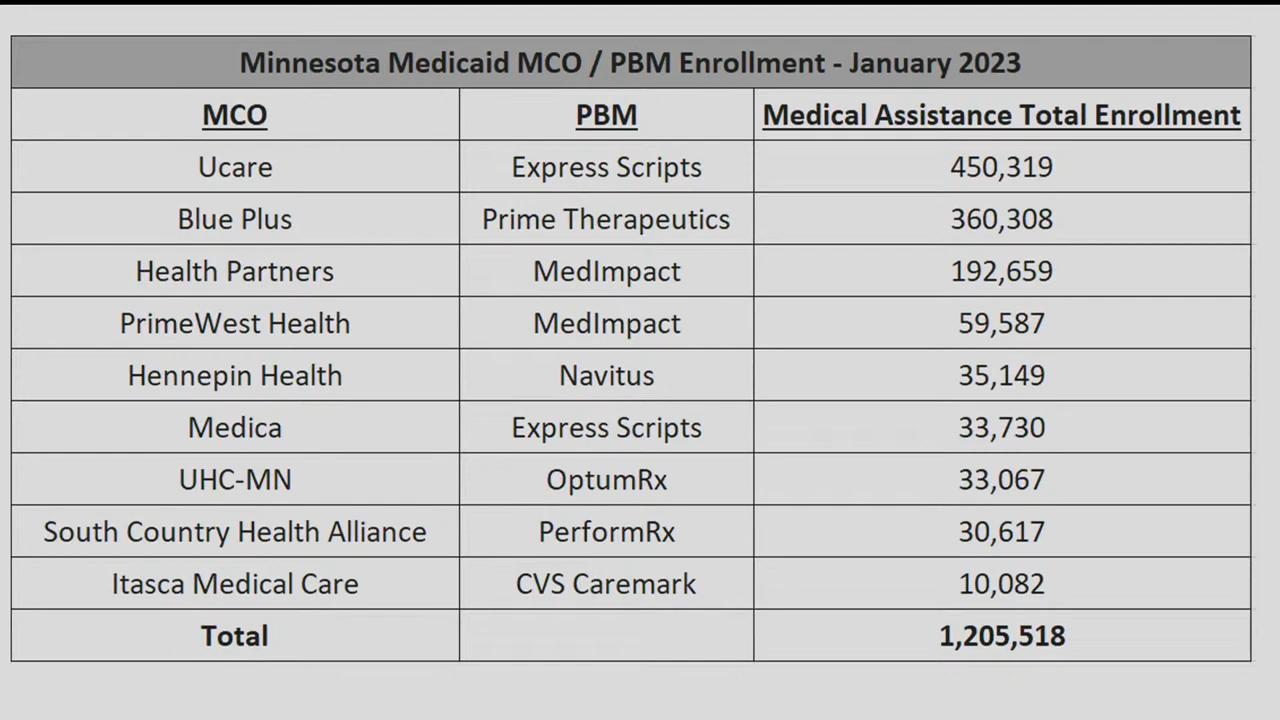 Minnesota Medicaid MCO / PBM Enrollment - January 2023
MCO PBM Medical Assistance Total Enrollment
Ucare Express Scripts 450,319
Blue Plus Prime Therapeutics 360,308
Health Partners MedImpact 192,659
PrimeWest Health MedImpact 59,587
Hennepin Health Navitus 35,149
Medica Express Scripts 33,730
UHC-MN OptumRx 33,067
South Country Health Alliance PerformRx 30,617
Itasca Medical Care CVS Caremark 10,082
Total 1,205,518